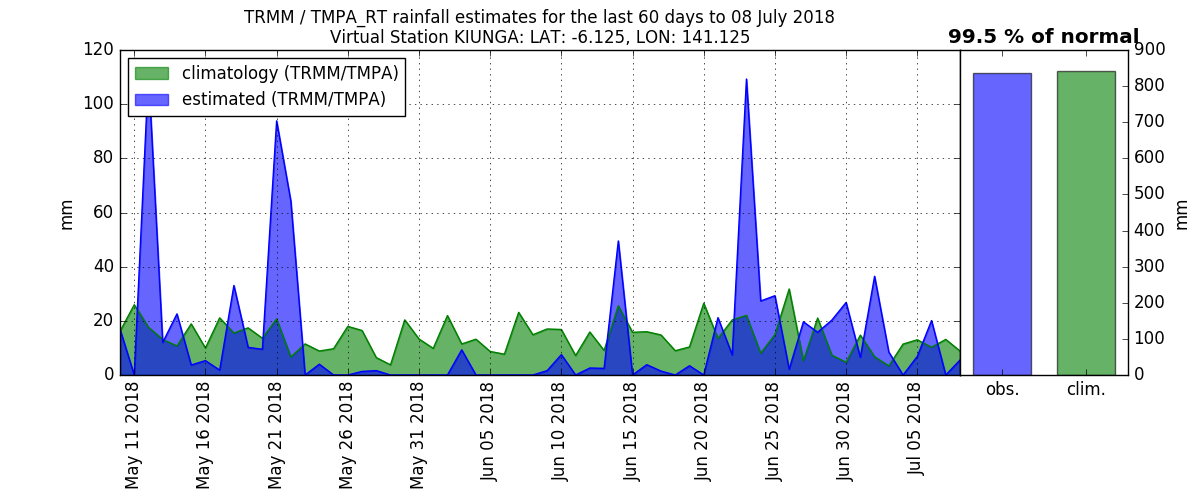 TRMM / TMPA_RT rainfall estimates for the last 60 days to 08 July 2018
Virtual Station KIUNGA: LAT: -6.125, LON: 141.125
99.5 % of normal
climatology (TRMM/TMPA)
estimated (TRMM/TMPA)
mm
120
100
80
60
40
20
0
May 11 2018
May 16 2018
May 21 2018
May 26 2018
May 31 2018
Jun 05 2018
Jun 10 2018
Jun 15 2018
Jun 20 2018
Jun 25 2018
Jun 30 2018
Jul 05 2018
obs.
clim.
900
800
700
600
500
400
300
200
100
0
mm